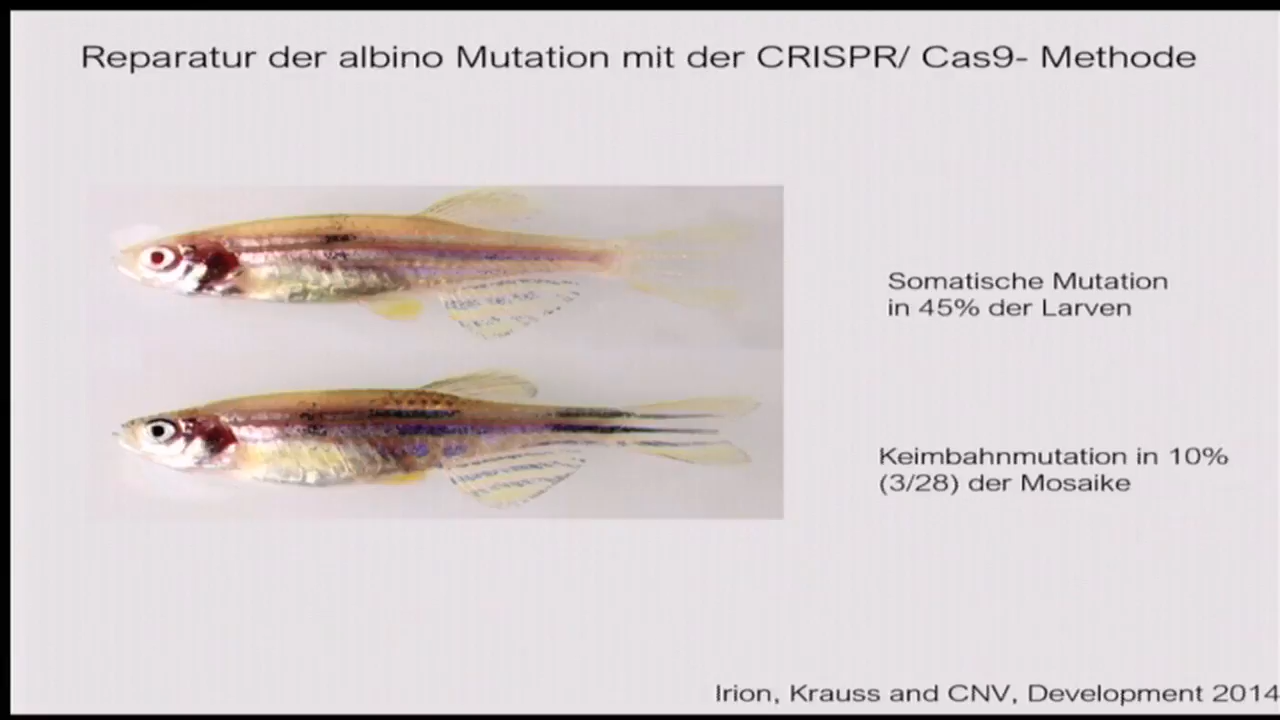 Reparatur der albino Mutation mit der CRISPR/ Cas9- Methode
Somatische Mutation
in 45% der Larven
Keimbahnmutation in 10%
(3/28) der Mosaike
Irion, Krauss and CNV, Development 2014